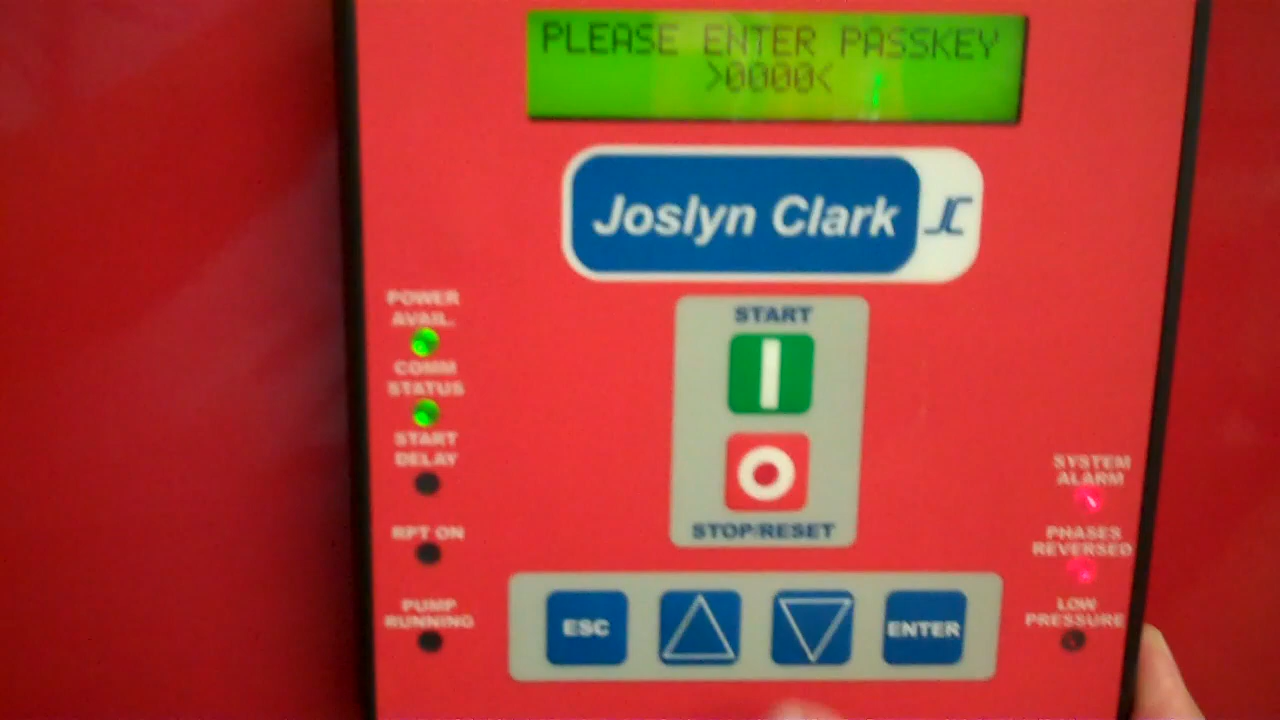 PLEASE ENTER PASSKEY
>0000<
Joslyn Clark JC
POWER
AVAIL.
COMM
STATUS
START
DELAY
RPT ON
PUMP
RUNNING
START
STOP/RESET
SYSTEM
ALARM
PHASES
REVERSED
LOW
PRESSURE
ESC
ENTER